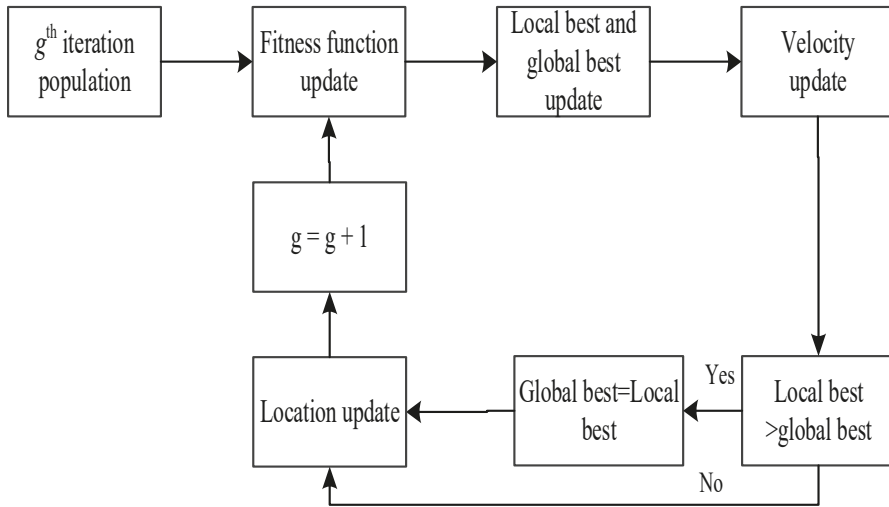 gth iteration
population
Fitness function
update
Local best and
global best
update
Velocity
update
g = g + 1
Location update
Global best=Local
best
Yes
Local best
>global best
No